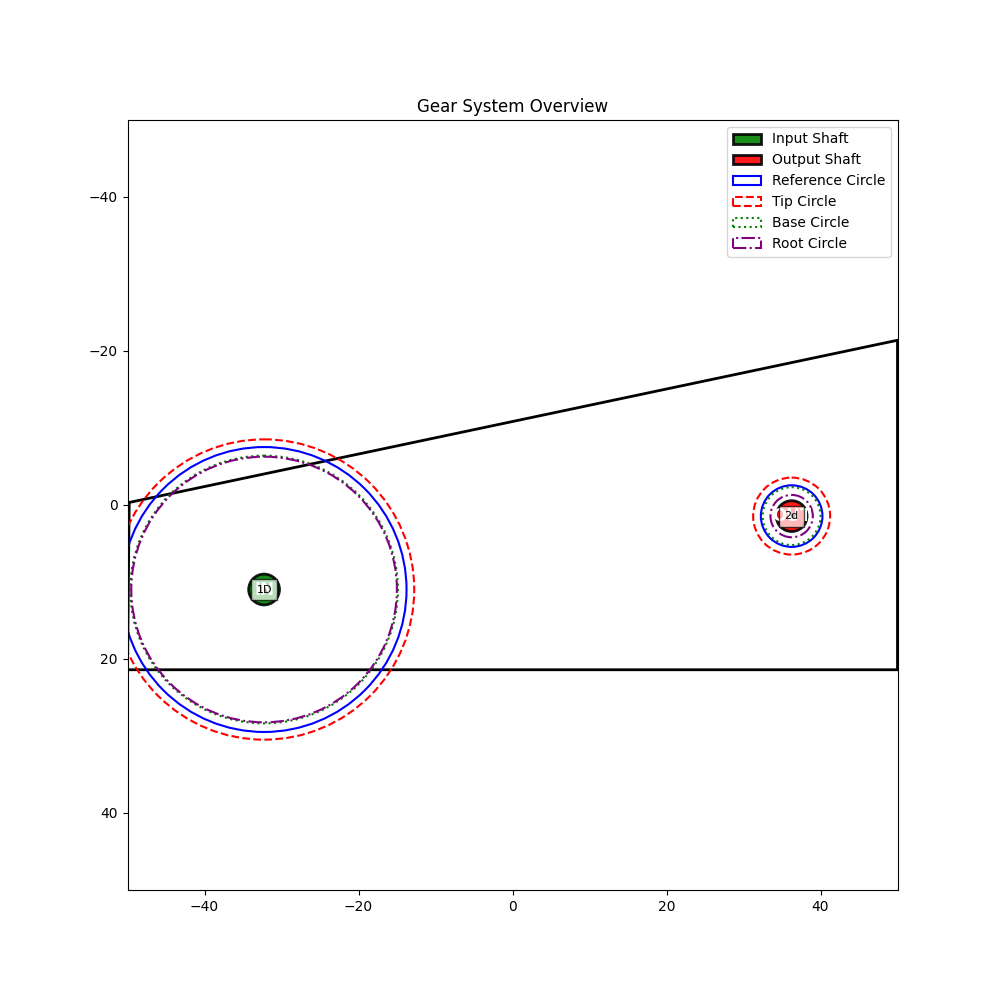 Gear System Overview
Input Shaft
Output Shaft
Reference Circle
Tip Circle
Base Circle
Root Circle
−40
−20
0
20
40
1D
2d
−40
−20
0
20
40